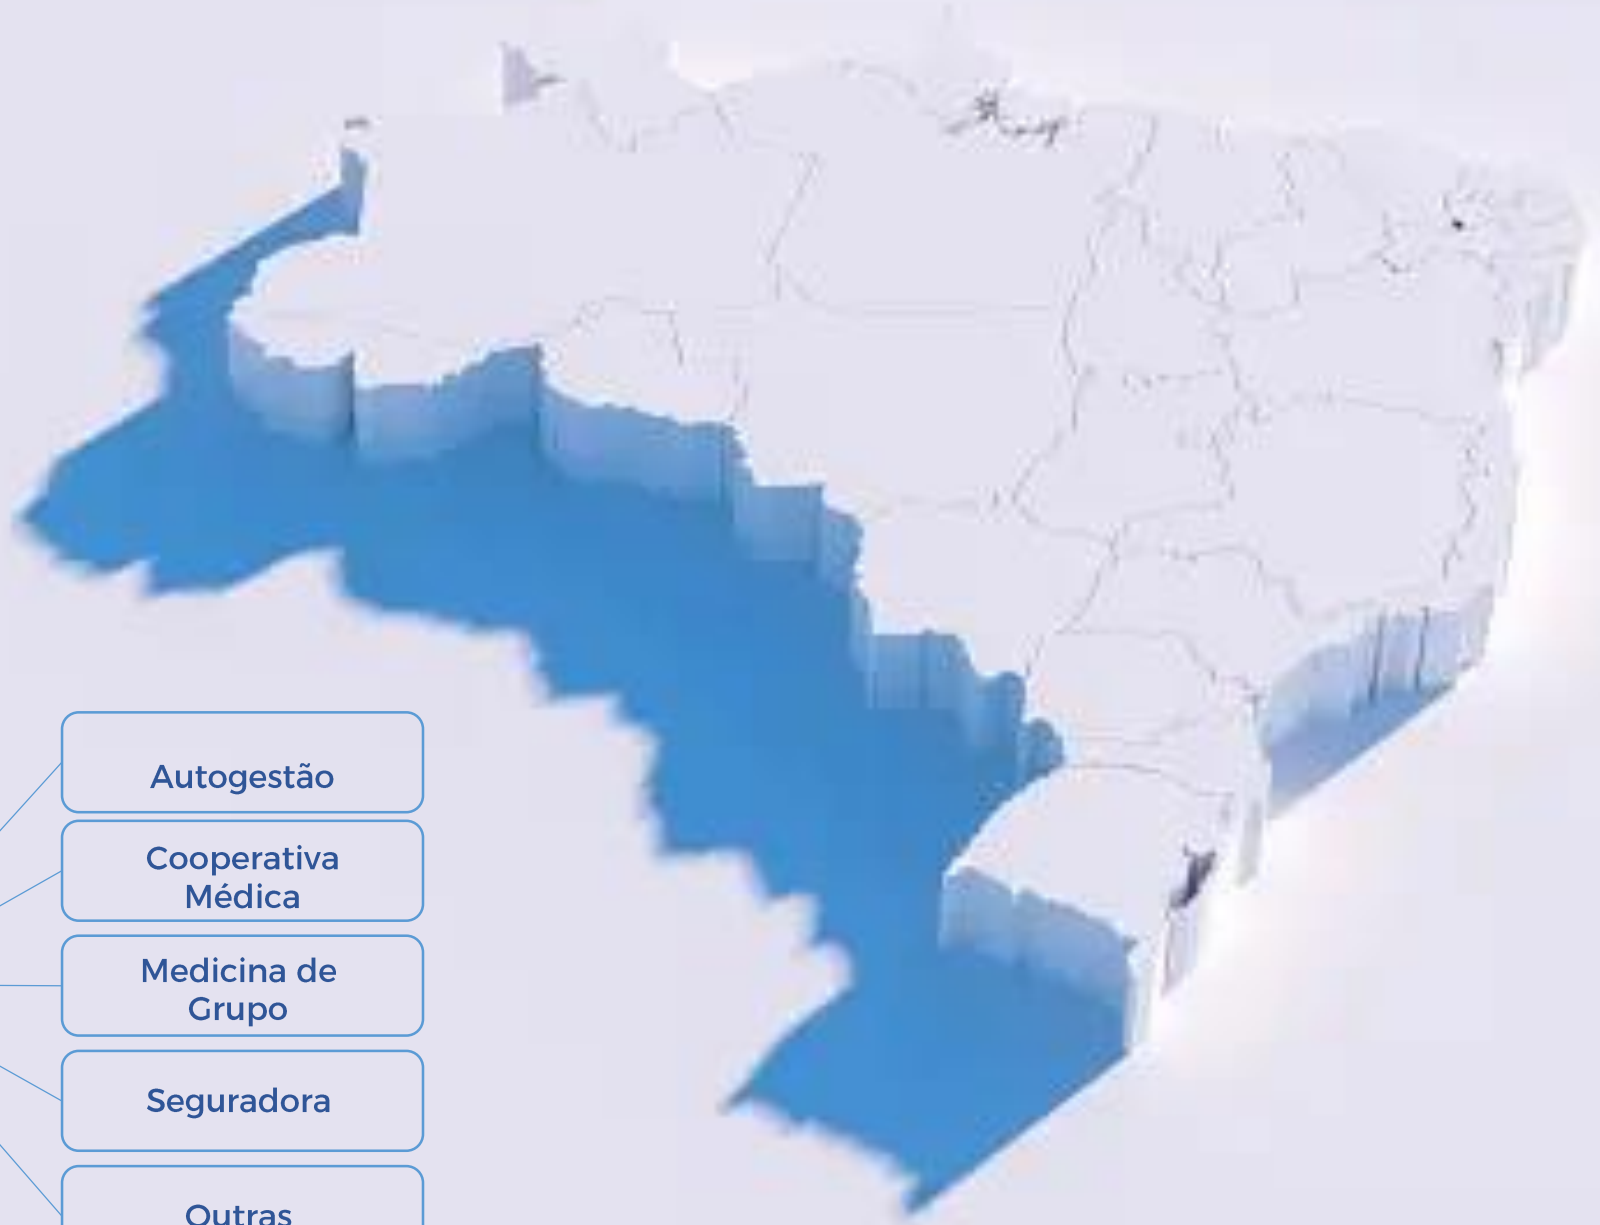 Autogestão
Cooperativa
Médica
Medicina de
Grupo
Seguradora
Outras